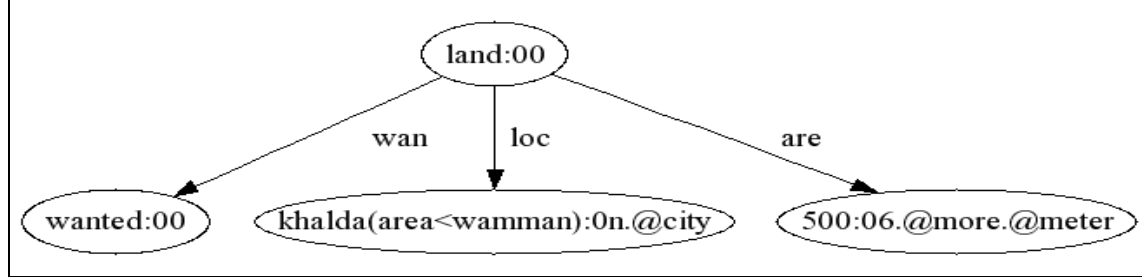 land:00
wan loc are
wanted:00 khalda(area<wamman):0n.@city 500:06.@more.@meter